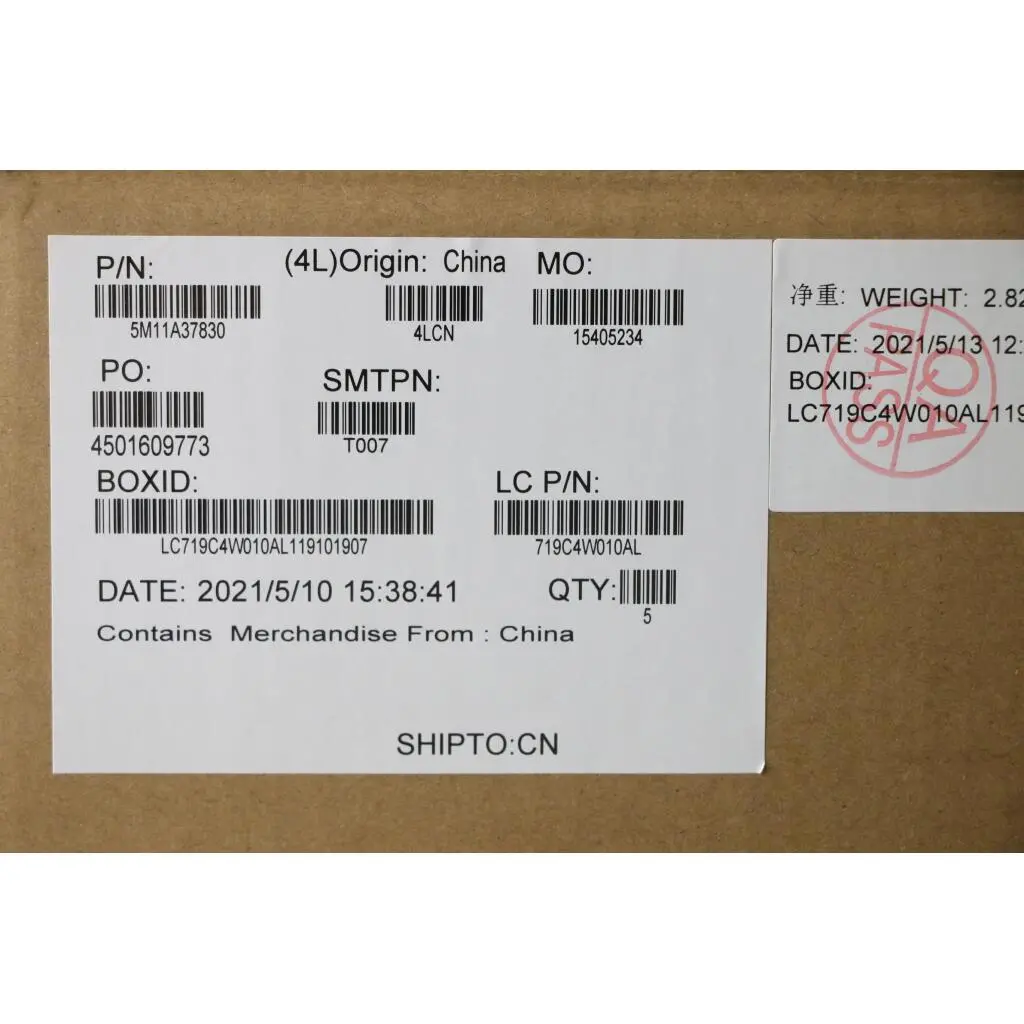 P/N:
5M11A37830
(4L)Origin: China
4LCN
MO:
15405234
PO:
4501609773
SMTPN:
T007
BOXID:
LC719C4W010AL119101907
LC P/N:
719C4W010AL
DATE: 2021/5/10 15:38:41
QTY:
5
Contains Merchandise From : China
SHIPTO:CN
净重: WEIGHT: 2.82
DATE: 2021/5/13 12:
BOXID:
LC719C4W010AL119
QA
PASS